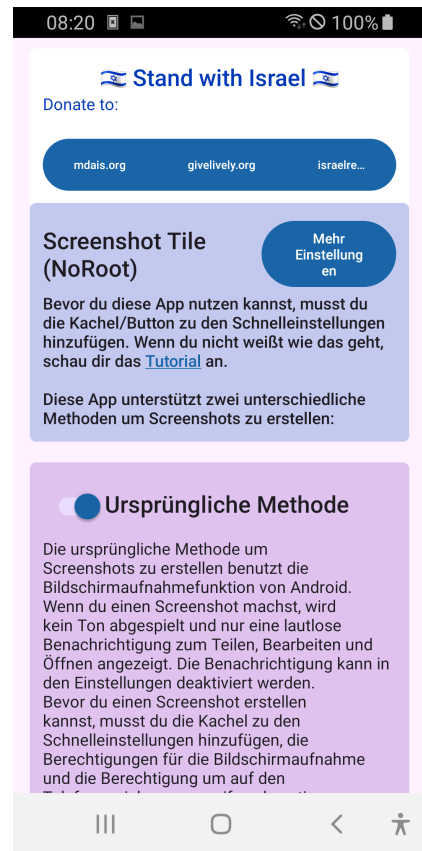 08:20
100%
🇮🇱 Stand with Israel 🇮🇱
Donate to:
mdais.org
givelively.org
israelre...
Screenshot Tile
(NoRoot)
Mehr
Einstellung
en
Bevor du diese App nutzen kannst, musst du
die Kachel/Button zu den Schnelleinstellungen
hinzufügen. Wenn du nicht weißt wie das geht,
schau dir das Tutorial an.
Diese App unterstützt zwei unterschiedliche
Methoden um Screenshots zu erstellen:
Ursprüngliche Methode
Die ursprüngliche Methode um
Screenshots zu erstellen benutzt die
Bildschirmaufnahmefunktion von Android.
Wenn du einen Screenshot machst, wird
kein Ton abgespielt und nur eine lautlose
Benachrichtigung zum Teilen, Bearbeiten und
Öffnen angezeigt. Die Benachrichtigung kann in
den Einstellungen deaktiviert werden.
Bevor du einen Screenshot erstellen
kannst, musst du die Kachel zu den
Schnelleinstellungen hinzufügen, die
Berechtigungen für die Bildschirmaufnahme
und die Berechtigung um auf den